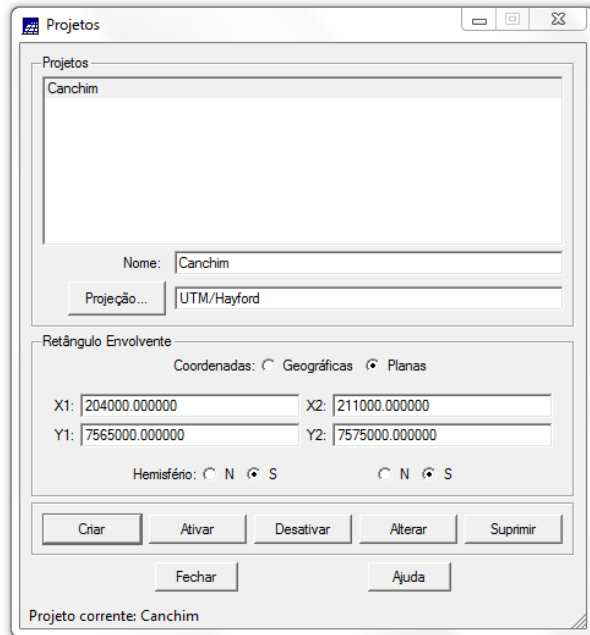 Projetos
Projetos
Canchim
Nome: Canchim
Projeção... UTM/Hayford
Retângulo Envolvente
Coordenadas: Geográficas Planas
X1: 204000.000000 X2: 211000.000000
Y1: 7565000.000000 Y2: 7575000.000000
Hemisfério: N S N S
Criar Ativar Desativar Alterar Suprimir
Fechar Ajuda
Projeto corrente: Canchim